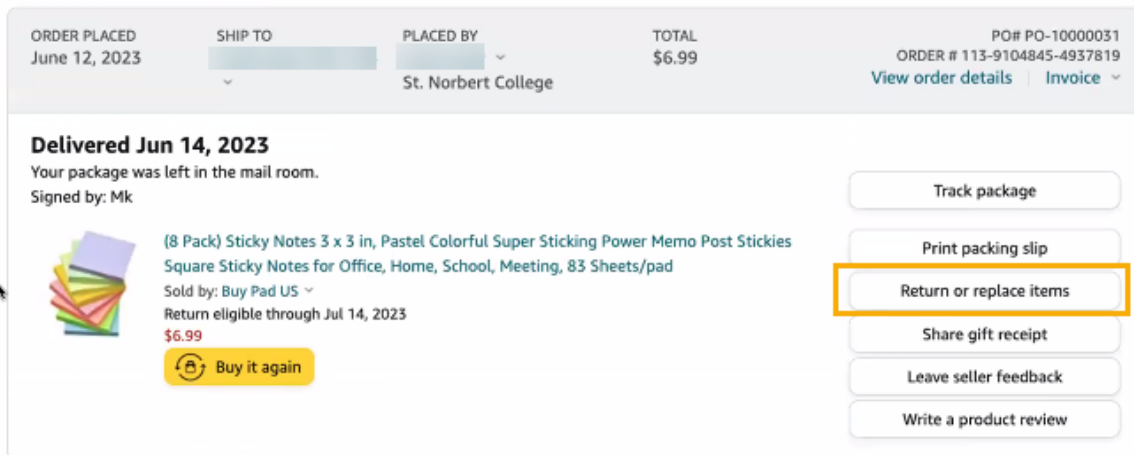 ORDER PLACED
June 12, 2023
SHIP TO
PLACED BY
St. Norbert College
TOTAL
$6.99
PO# PO-10000031
ORDER # 113-9104845-4937819
View order details
Invoice
Delivered Jun 14, 2023
Your package was left in the mail room.
Signed by: Mk
(8 Pack) Sticky Notes 3 x 3 in, Pastel Colorful Super Sticking Power Memo Post Stickies
Square Sticky Notes for Office, Home, School, Meeting, 83 Sheets/pad
Sold by: Buy Pad US
Return eligible through Jul 14, 2023
$6.99
Buy it again
Track package
Print packing slip
Return or replace items
Share gift receipt
Leave seller feedback
Write a product review